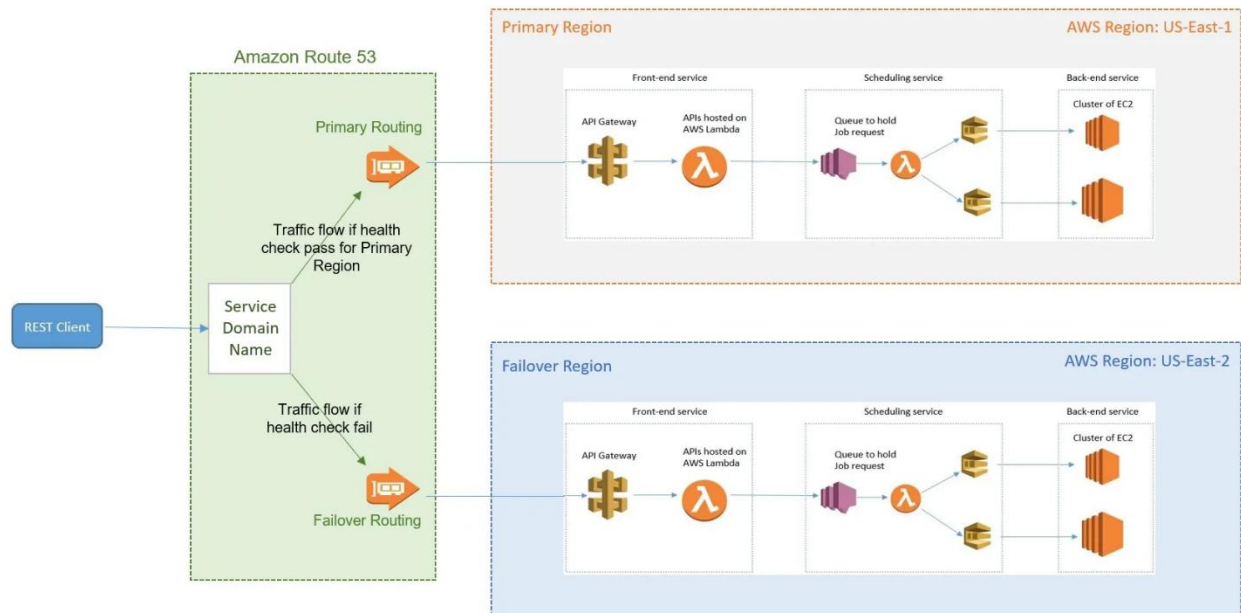 Amazon Route 53
Primary Routing
Traffic flow if health
check pass for Primary
Region
REST Client
Service
Domain
Name
Traffic flow if
health check fail
Failover Routing
Primary Region
AWS Region: US-East-1
Front-end service
Scheduling service
Back-end service
API Gateway
APIs hosted on
AWS Lambda
Queue to hold
Job request
Cluster of EC2
Failover Region
AWS Region: US-East-2
Front-end service
Scheduling service
Back-end service
API Gateway
APIs hosted on
AWS Lambda
Queue to hold
Job request
Cluster of EC2